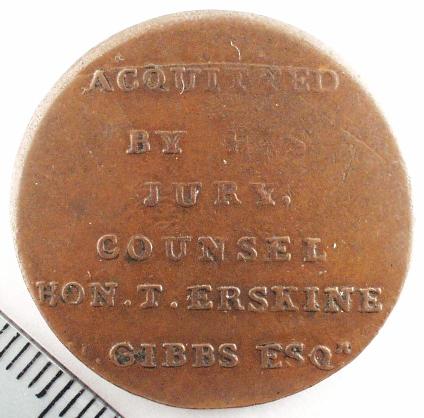 ACQUITTED
BY HIS
JURY,
COUNSEL
HON. T. ERSKINE
. GIBBS ESQR